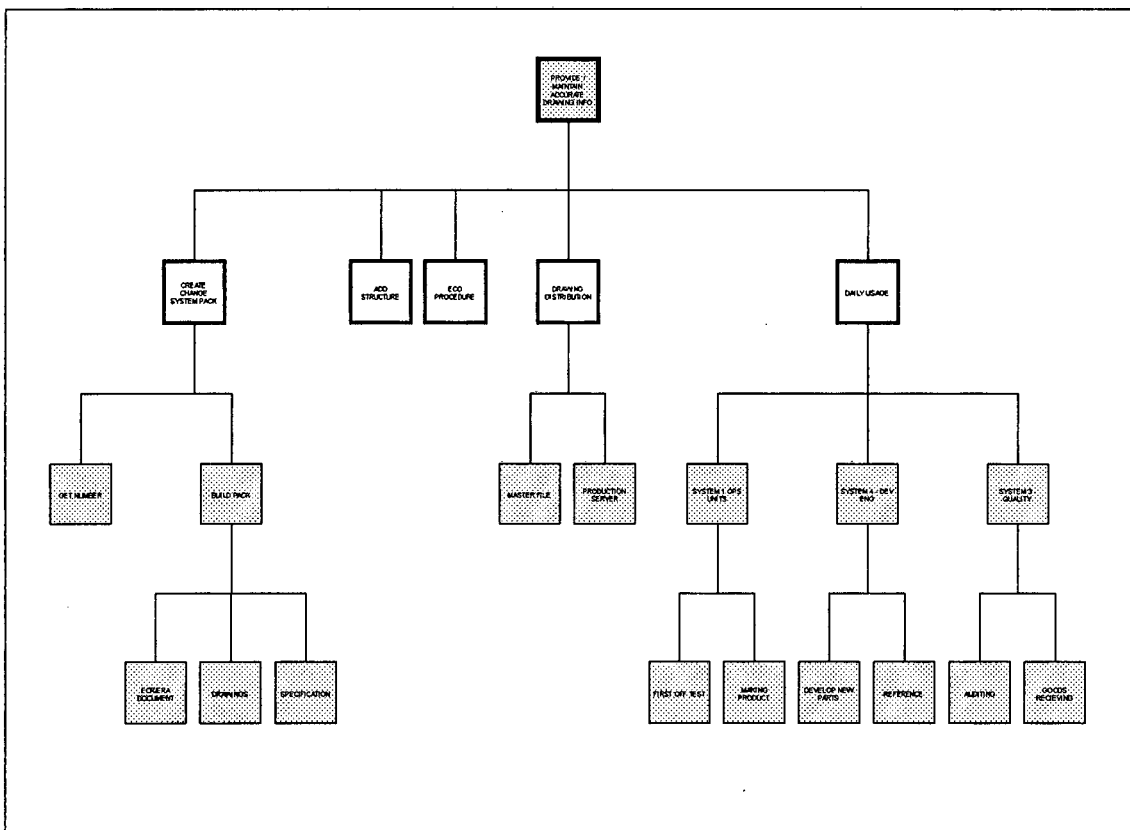 PROVIDE /
MAINTAIN
ACCURATE
DRAWING INFO
CREATE
CHANGE
SYSTEM PACK
ADD
STRUCTURE
ECO
PROCEDURE
DRAWING
DISTRIBUTION
DAILY USAGE
GET NUMBER
BUILD PACK
MASTER FILE
PRODUCTION
SERVER
SYSTEM 1 OPS
UNITS
SYSTEM 4 - DEV
ENG
SYSTEM 3 -
QUALITY
DOCUMENT
DRAWINGS
SPECIFICATION
FIRST OFF TEST
MAKING
PRODUCT
DEVELOP NEW
PARTS
REFERENCE
AUDITING
GOODS
RECIEVING